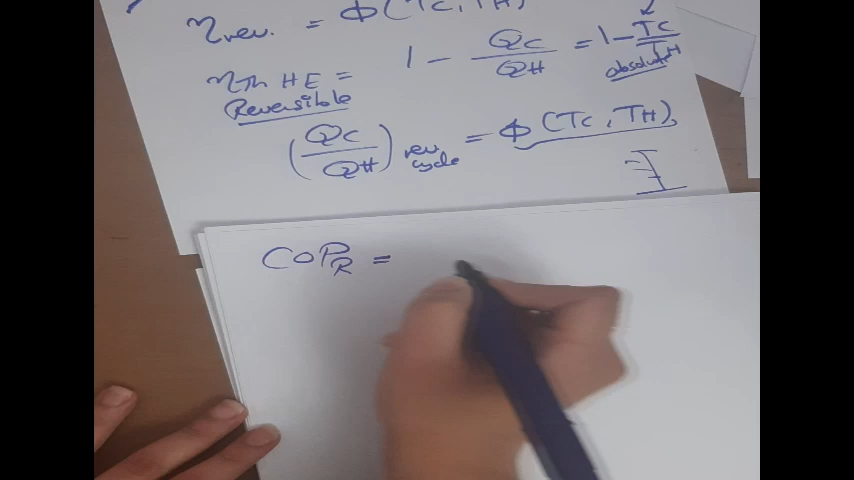 ηrev. = Φ(TC, TH)
ηTh HE = 1 - QC/QH = 1 - TC/TH
Reversible absolute
(QC/QH) rev. cycle = Φ (TC, TH),
COPR =